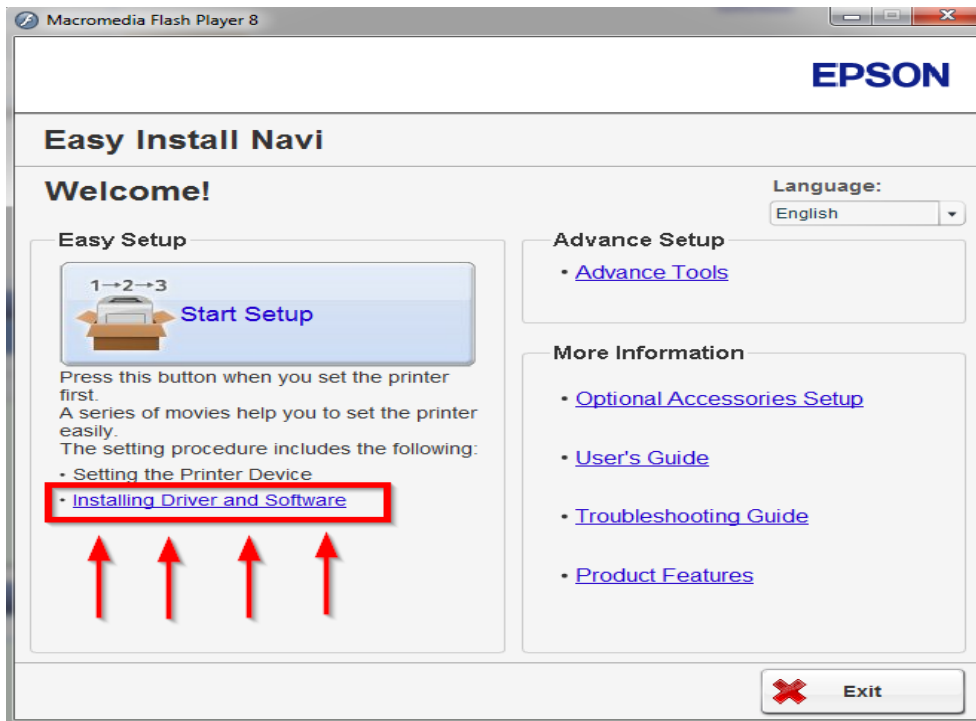 Macromedia Flash Player 8
EPSON
Easy Install Navi
Welcome!
Language:
English
Easy Setup
1→2→3
Start Setup
Press this button when you set the printer
first.
A series of movies help you to set the printer
easily.
The setting procedure includes the following:
• Setting the Printer Device
• Installing Driver and Software
Advance Setup
• Advance Tools
More Information
• Optional Accessories Setup
• User's Guide
• Troubleshooting Guide
• Product Features
Exit